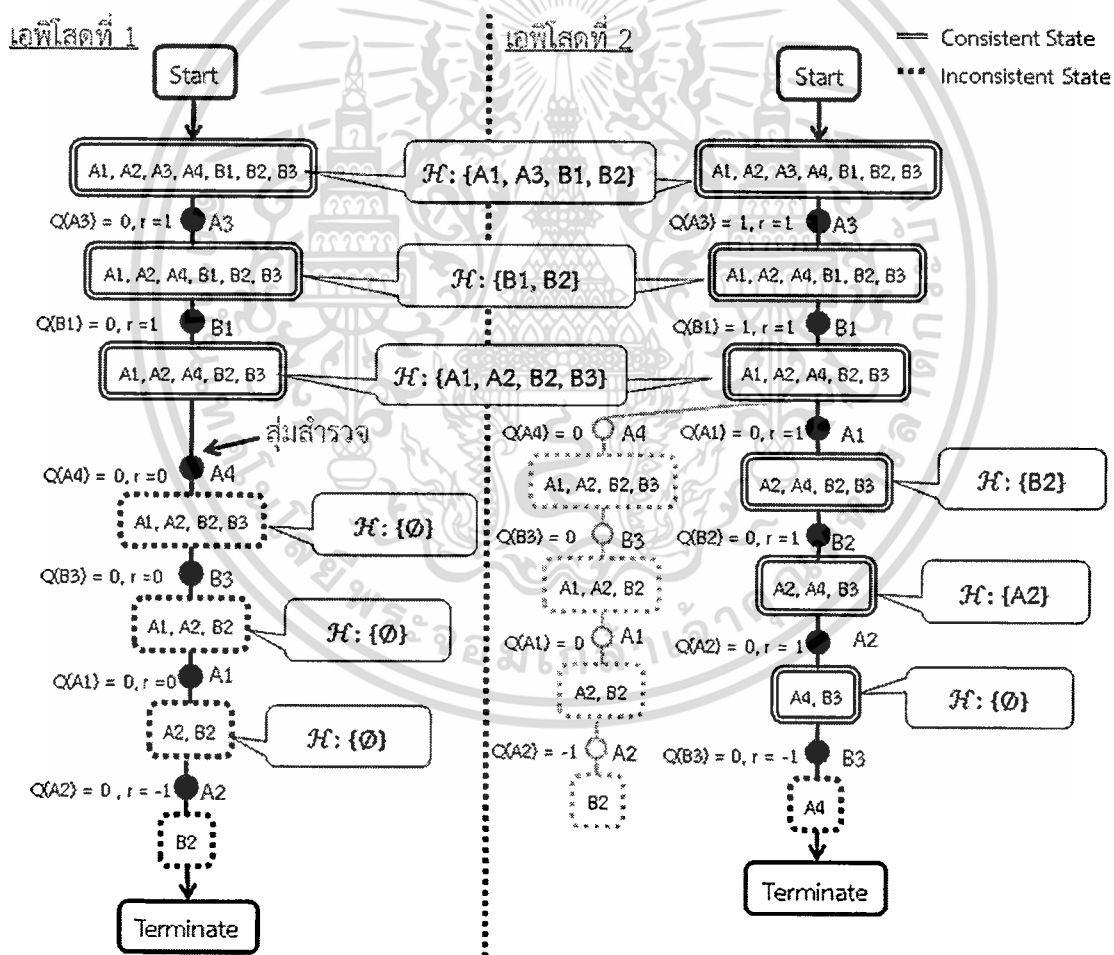 เอพิโสดที่ 1
Start
A1, A2, A3, A4, B1, B2, B3
Q(A3) = 0, r =1
A3
A1, A2, A4, B1, B2, B3
Q(B1) = 0, r =1
B1
A1, A2, A4, B2, B3
สุ่มสำรวจ
Q(A4) = 0, r=0
A4
A1, A2, B2, B3
ℋ: {Ø}
Q(B3) = 0, r=0
B3
A1, A2, B2
ℋ: {Ø}
Q(A1) = 0, r=0
A1
A2, B2
ℋ: {Ø}
Q(A2) = 0 , r = -1
A2
B2
Terminate
ℋ: {A1, A3, B1, B2}
ℋ: {B1, B2}
ℋ: {A1, A2, B2, B3}
เอพิโสดที่ 2
Consistent State
Inconsistent State
Start
A1, A2, A3, A4, B1, B2, B3
Q(A3) = 1, r = 1
A3
A1, A2, A4, B1, B2, B3
Q(B1) = 1, r = 1
B1
A1, A2, A4, B2, B3
Q(A4) = 0
A4
A1, A2, B2, B3
Q(B3) = 0
B3
A1, A2, B2
Q(A1) = 0
A1
A2, B2
Q(A2) = -1
A2
B2
Q(A1) = 0, r = 1
A1
A2, A4, B2, B3
ℋ: {B2}
Q(B2) = 0, r = 1
B2
A2, A4, B3
ℋ: {A2}
Q(A2) = 0, r = 1
A2
A4, B3
ℋ: {Ø}
Q(B3) = 0, r = -1
B3
A4
Terminate